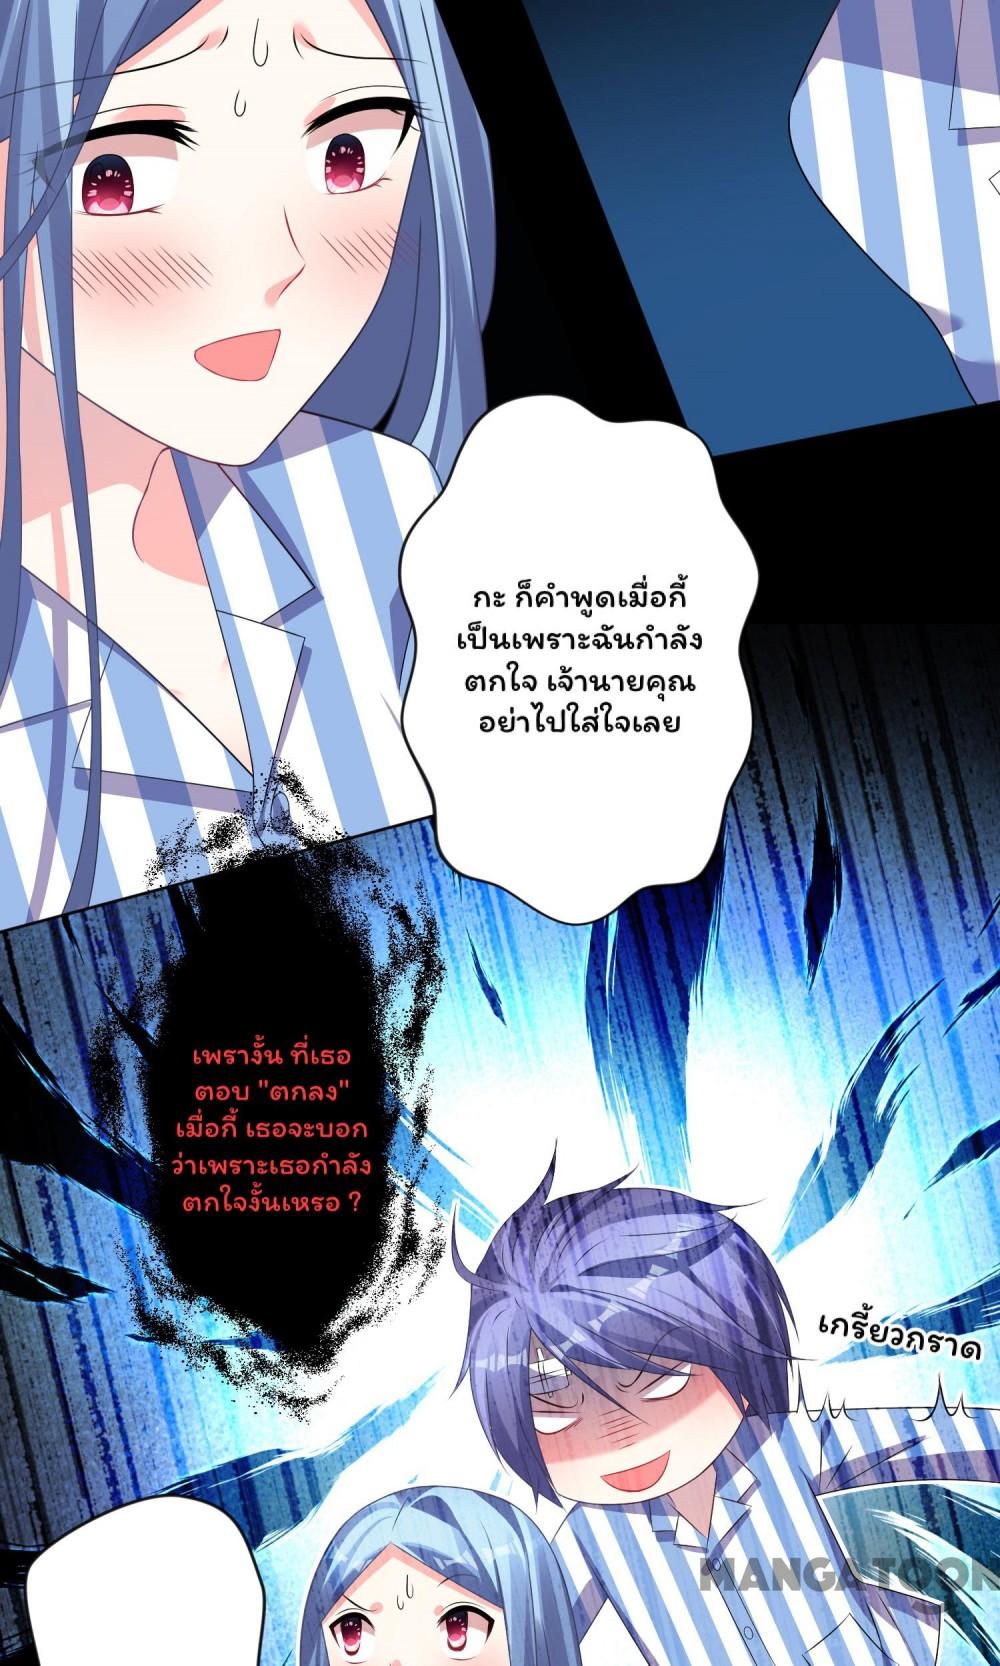 กะ ก็คำพูดเมื่อกี้
เป็นเพราะฉันกำลัง
ตกใจ เจ้านายคุณ
อย่าไปใส่ใจเลย
เพรางั้น ที่เธอ
ตอบ "ตกลง"
เมื่อกี้ เธอจะบอก
ว่าเพราะเธอกำลัง
ตกใจงั้นเหรอ ?
เกรี้ยวกราด
MANGATOON